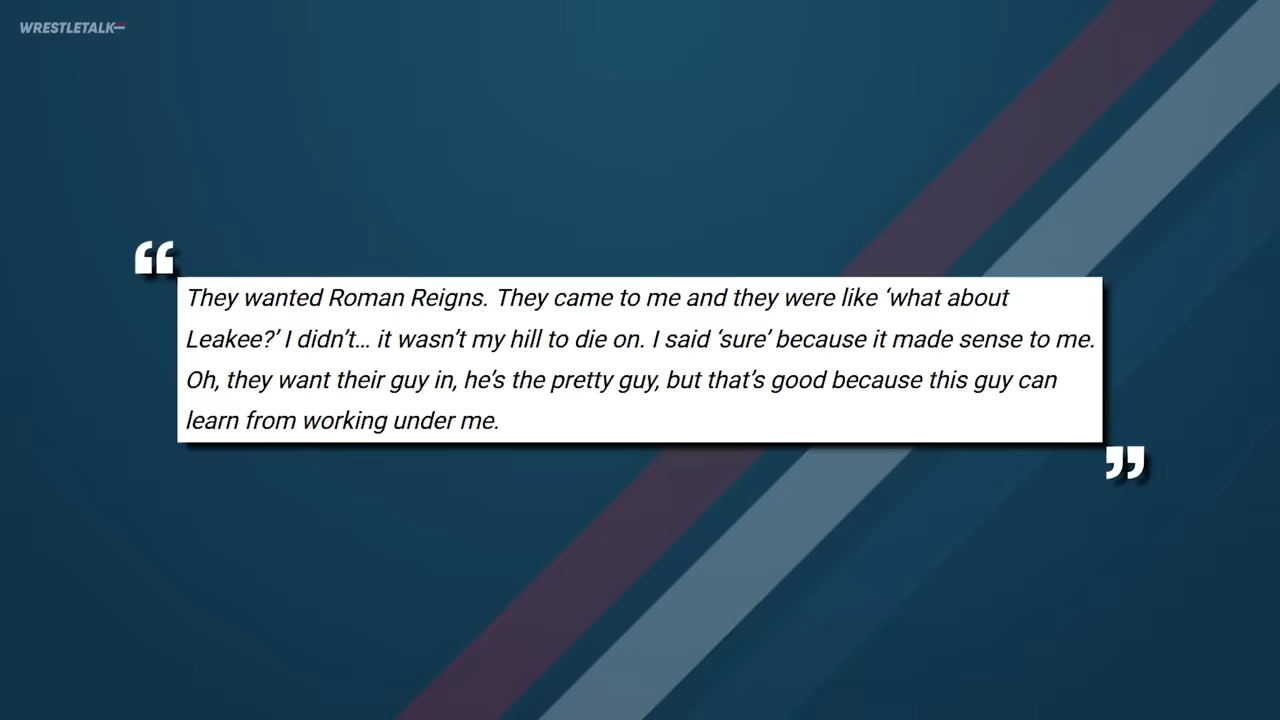 WRESTLETALK
“
They wanted Roman Reigns. They came to me and they were like ‘what about
Leakee?’ I didn’t… it wasn’t my hill to die on. I said ‘sure’ because it made sense to me.
Oh, they want their guy in, he’s the pretty guy, but that’s good because this guy can
learn from working under me.
”